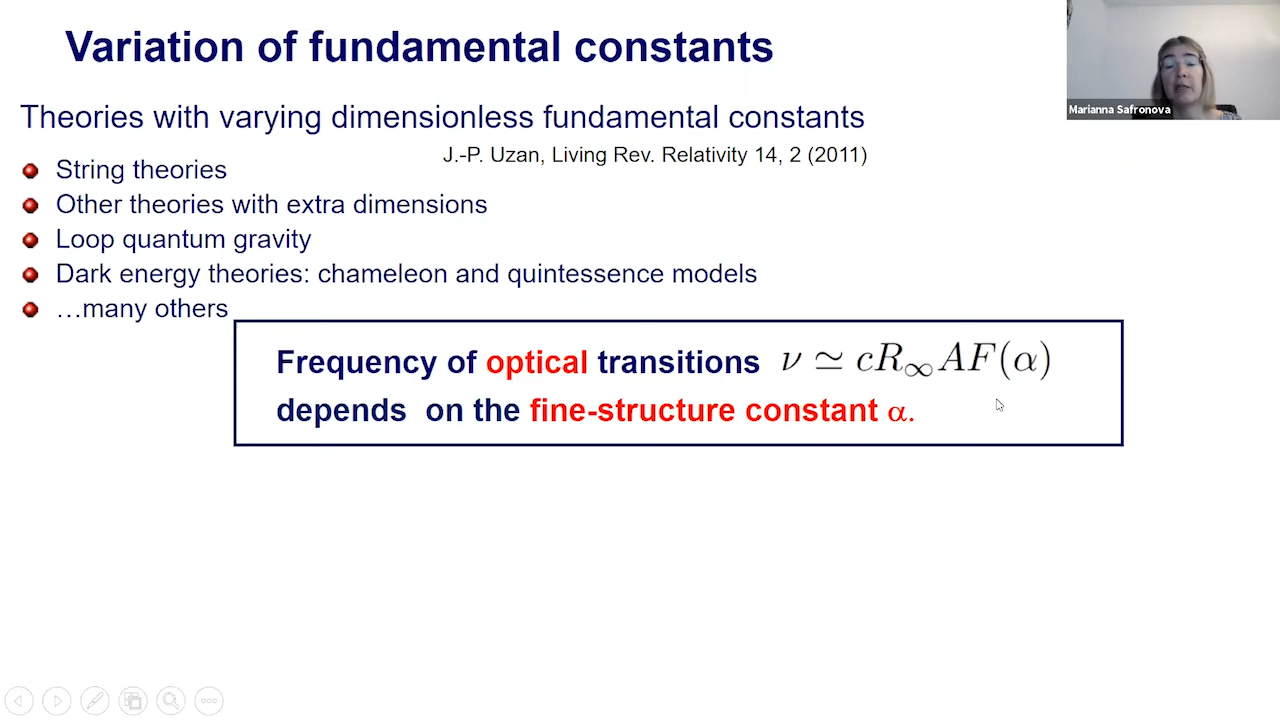 Variation of fundamental constants
Marianna Safronova
Theories with varying dimensionless fundamental constants
J.-P. Uzan, Living Rev. Relativity 14, 2 (2011)
String theories
Other theories with extra dimensions
Loop quantum gravity
Dark energy theories: chameleon and quintessence models
…many others
Frequency of optical transitions ν ≃ cR∞AF(α)
depends on the fine-structure constant α.